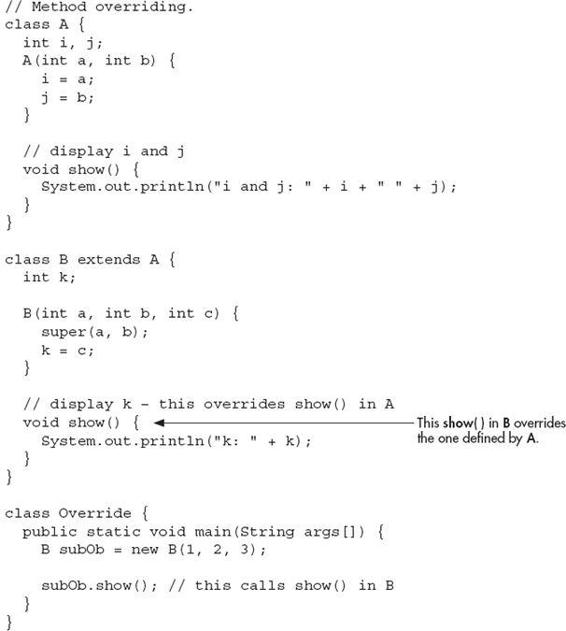 // Method overriding.
class A {
  int i, j;
  A(int a, int b) {
    i = a;
    j = b;
  }

  // display i and j
  void show() {
    System.out.println("i and j: " + i + " " + j);
  }
}

class B extends A {
  int k;

  B(int a, int b, int c) {
    super(a, b);
    k = c;
  }

  // display k – this overrides show() in A
  void show() {
This show( ) in B overrides
the one defined by A.
    System.out.println("k: " + k);
  }
}

class Override {
  public static void main(String args[]) {
    B subOb = new B(1, 2, 3);

    subOb.show(); // this calls show() in B
  }
}